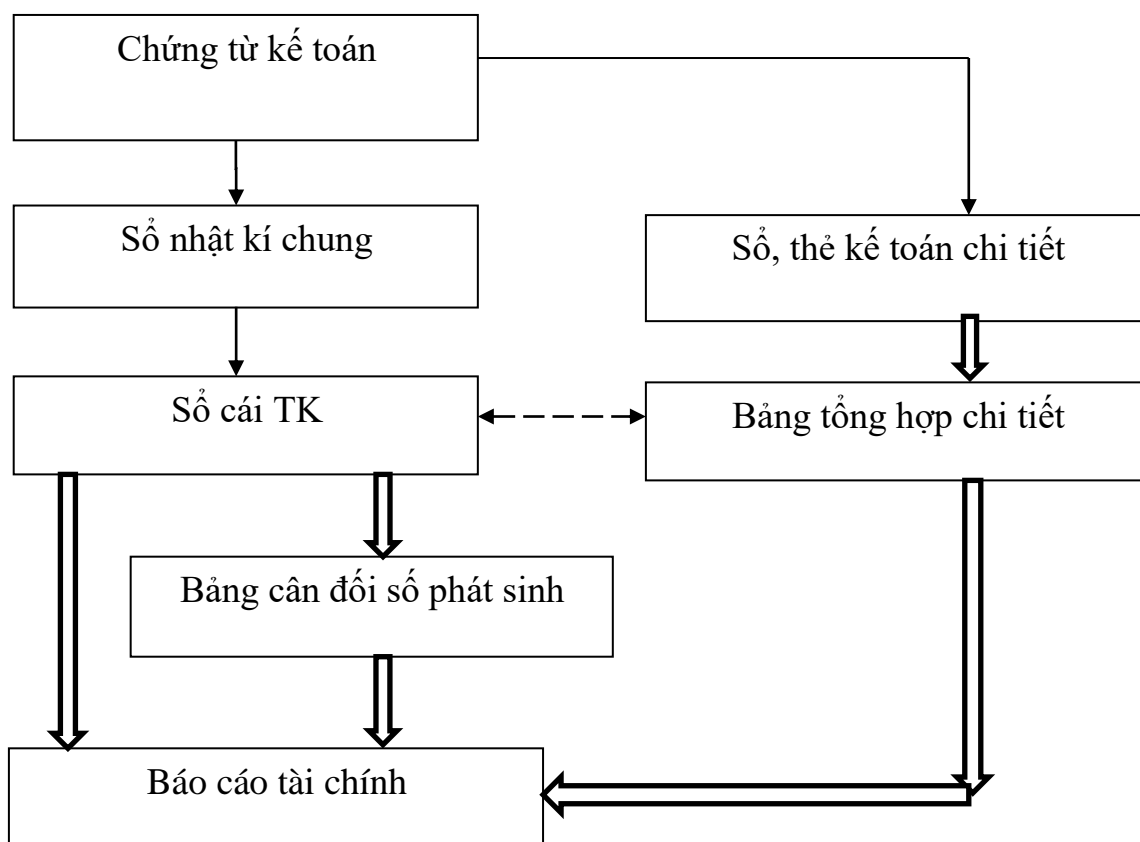 Chứng từ kế toán
Sổ nhật kí chung
Sổ, thẻ kế toán chi tiết
Sổ cái TK
Bảng tổng hợp chi tiết
Bảng cân đối số phát sinh
Báo cáo tài chính